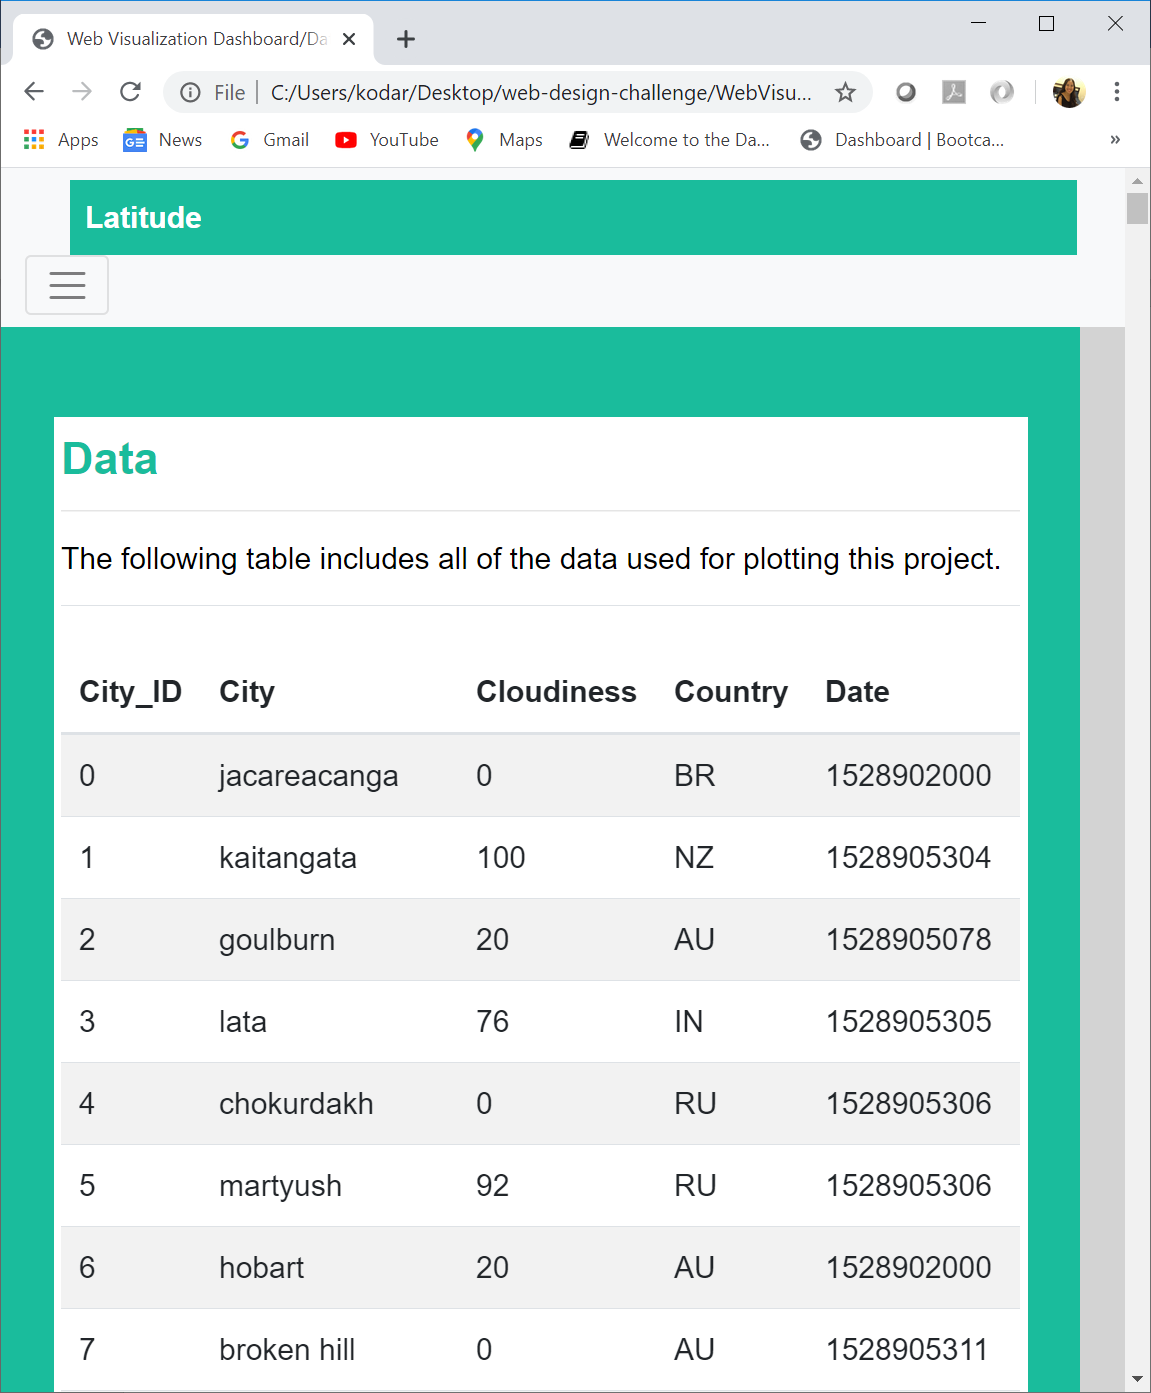 Web Visualization Dashboard/Da
File | C:/Users/kodar/Desktop/web-design-challenge/WebVisu...
Apps News Gmail YouTube Maps Welcome to the Da... Dashboard | Bootca... »
Latitude
Data
The following table includes all of the data used for plotting this project.
City_ID City Cloudiness Country Date
0 jacareacanga 0 BR 1528902000
1 kaitangata 100 NZ 1528905304
2 goulburn 20 AU 1528905078
3 lata 76 IN 1528905305
4 chokurdakh 0 RU 1528905306
5 martyush 92 RU 1528905306
6 hobart 20 AU 1528902000
7 broken hill 0 AU 1528905311